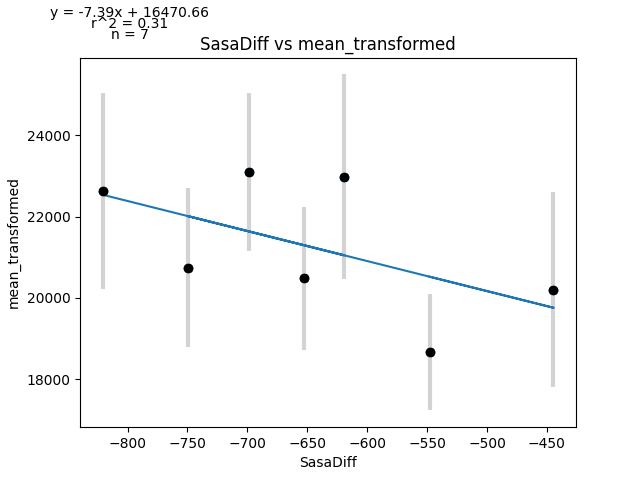 y = -7.39x + 16470.66
r^2 = 0.31
n = 7
SasaDiff vs mean_transformed
24000
22000
20000
18000
mean_transformed
−800
−750
−700
−650
−600
−550
−500
−450
SasaDiff